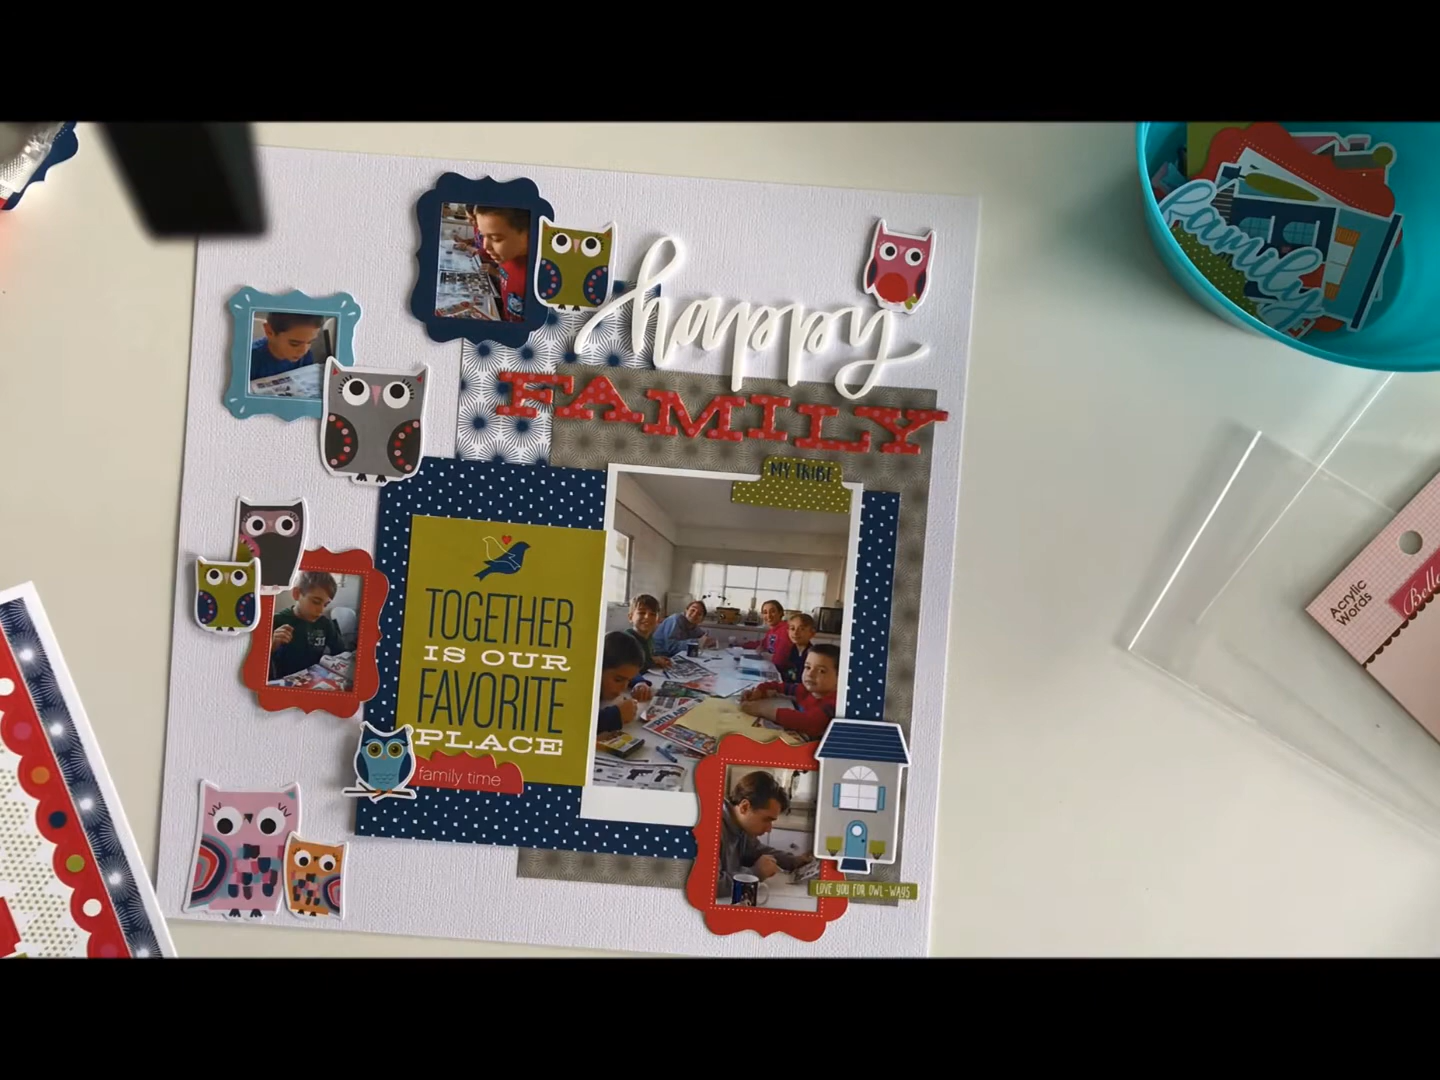 happy
FAMILY
MY TRIBE
TOGETHER
IS OUR
FAVORITE
PLACE
family time
LOVE YOU FOR OWL-WAYS
family
Acrylic
Words
Bella